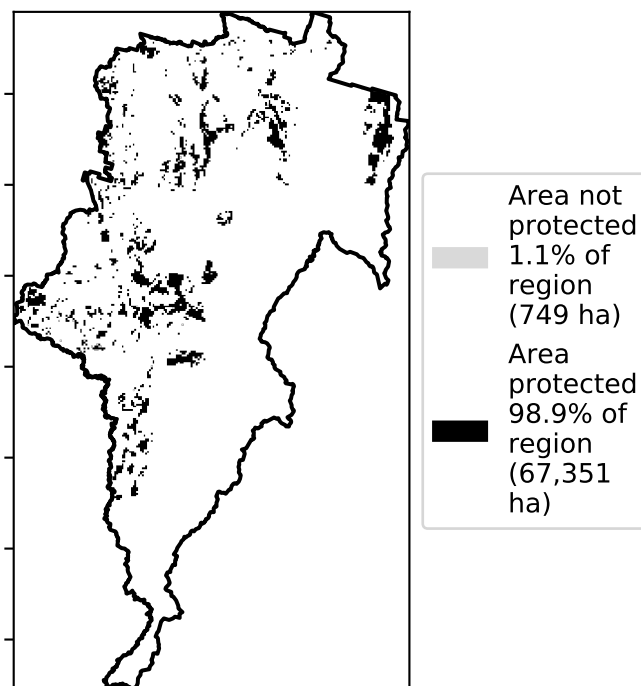 Area not
protected
1.1% of
region
(749 ha)
Area
protected
98.9% of
region
(67,351
ha)